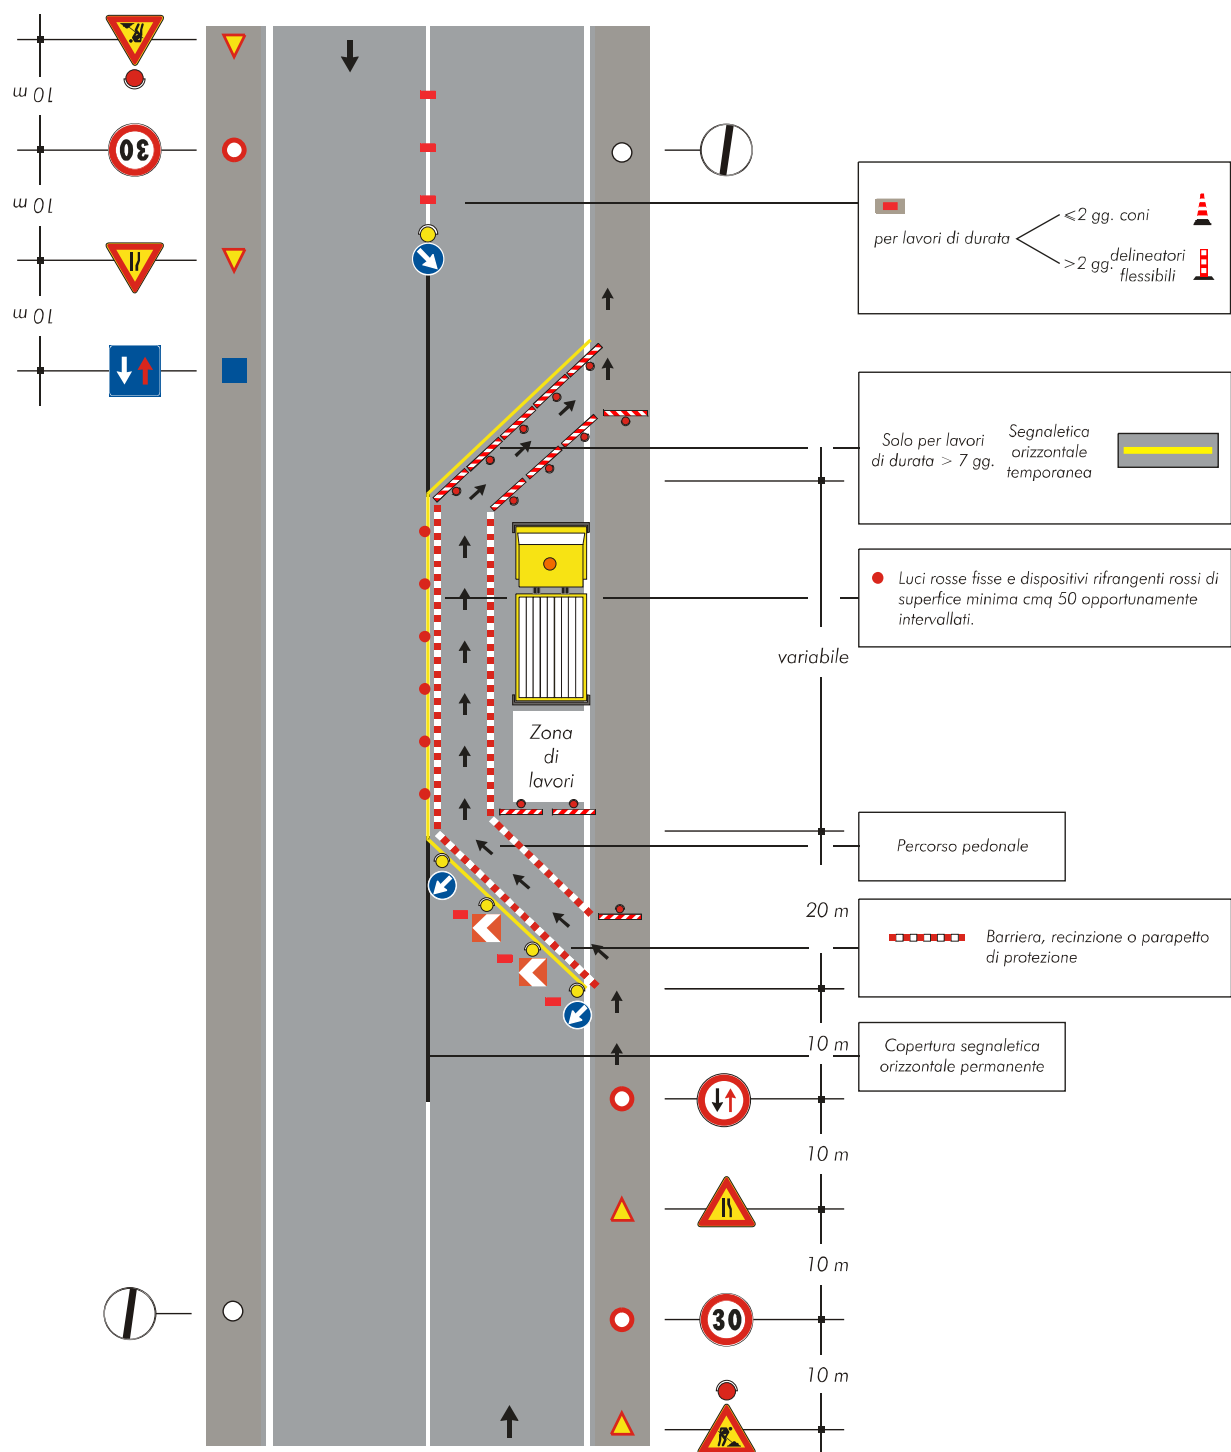 10 m
30
10 m
10 m
per lavori di durata
⩽2 gg. coni
>2 gg. delineatori
flessibili
Solo per lavori
di durata > 7 gg.
Segnaletica
orizzontale
temporanea
Luci rosse fisse e dispositivi rifrangenti rossi di
superfice minima cmq 50 opportunamente
intervallati.
variabile
Zona
di
lavori
Percorso pedonale
20 m
Barriera, recinzione o parapetto
di protezione
10 m
Copertura segnaletica
orizzontale permanente
10 m
10 m
30
10 m